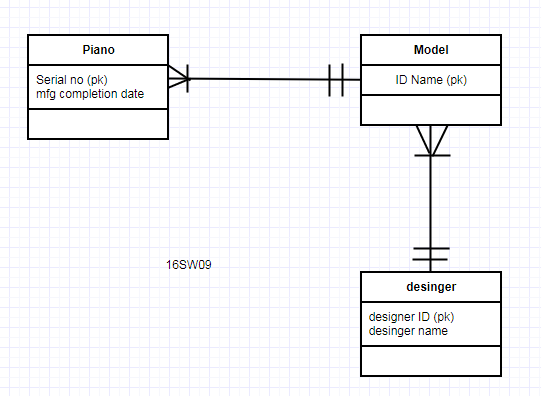 Piano
Serial no (pk)
mfg completion date
Model
ID Name (pk)
16SW09
desinger
designer ID (pk)
desinger name